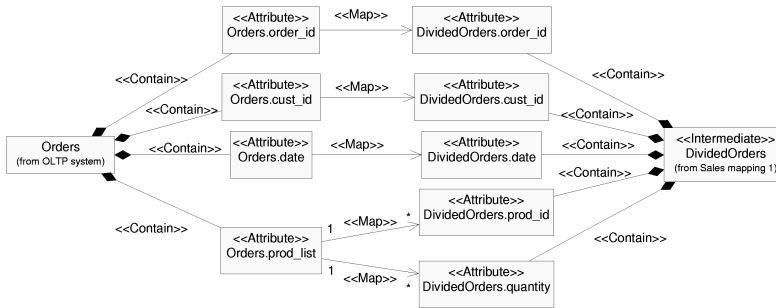 <<Attribute>>
Orders.order_id
<<Map>>
<<Attribute>>
DividedOrders.order_id
<<Contain>>
<<Contain>>
<<Attribute>>
Orders.cust_id
<<Map>>
<<Attribute>>
DividedOrders.cust_id
<<Contain>>
<<Contain>>
Orders
(from OLTP system)
<<Contain>>
<<Attribute>>
Orders.date
<<Map>>
<<Attribute>>
DividedOrders.date
<<Contain>>
<<Intermediate>>
DividedOrders
(from Sales mapping 1)
<<Contain>>
<<Contain>>
<<Attribute>>
Orders.prod_list
1
<<Map>>
*
<<Attribute>>
DividedOrders.prod_id
1
<<Map>>
*
<<Attribute>>
DividedOrders.quantity
<<Contain>>